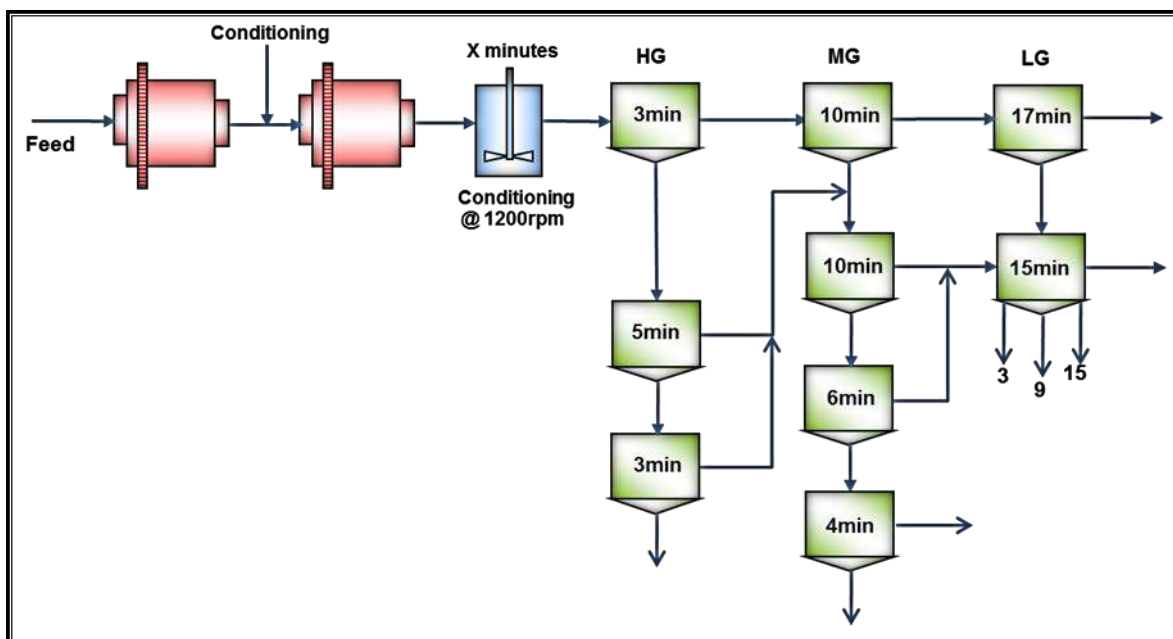 Conditioning
X minutes
HG
MG
LG
Feed
3min
10min
17min
Conditioning
@ 1200rpm
10min
15min
5min
3
9
15
6min
3min
4min